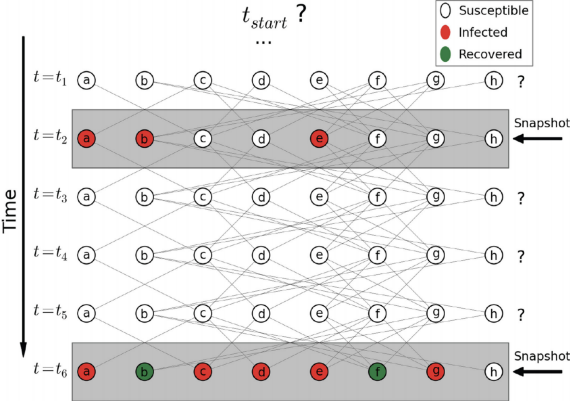 t_start ?
...
Susceptible
Infected
Recovered
Time
t=t₁ a b c d e f g h ?
t=t₂ a b c d e f g h Snapshot
t=t₃ a b c d e f g h ?
t=t₄ a b c d e f g h ?
t=t₅ a b c d e f g h ?
t=t₆ a b c d e f g h Snapshot